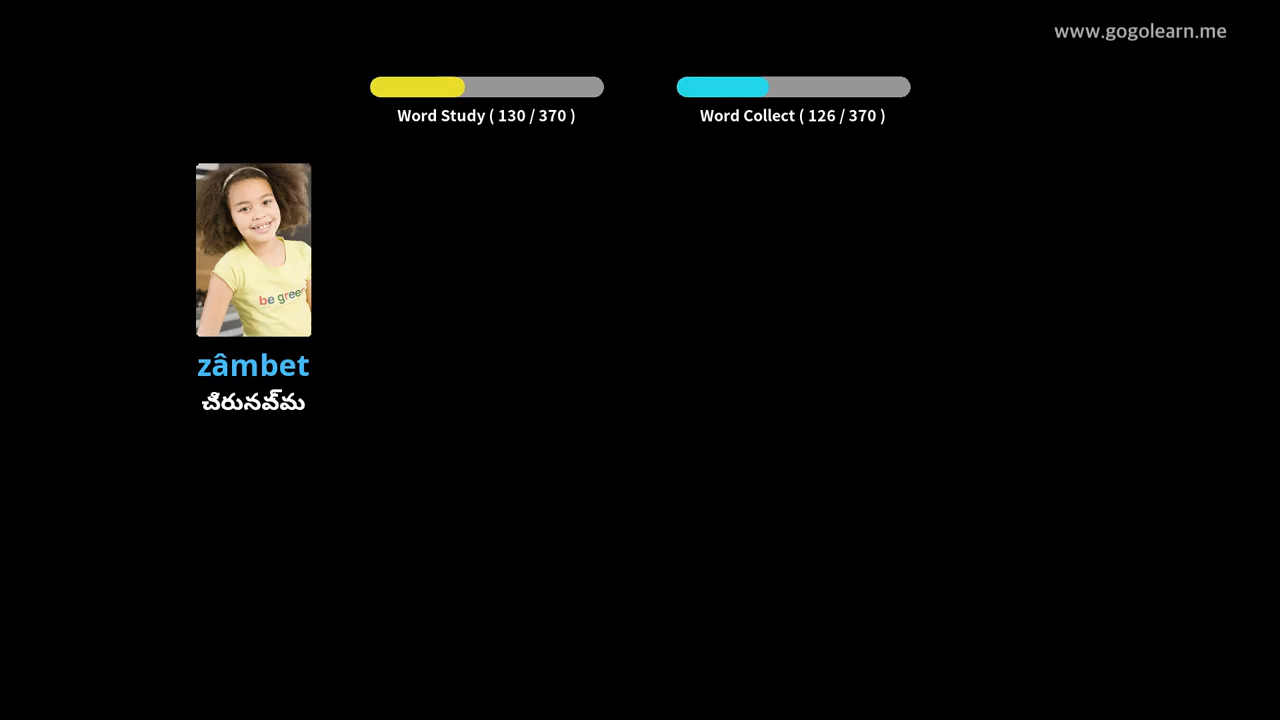 www.gogolearn.me
Word Study ( 130 / 370 )
Word Collect ( 126 / 370 )
be green
zâmbet
చిరునవ్వు